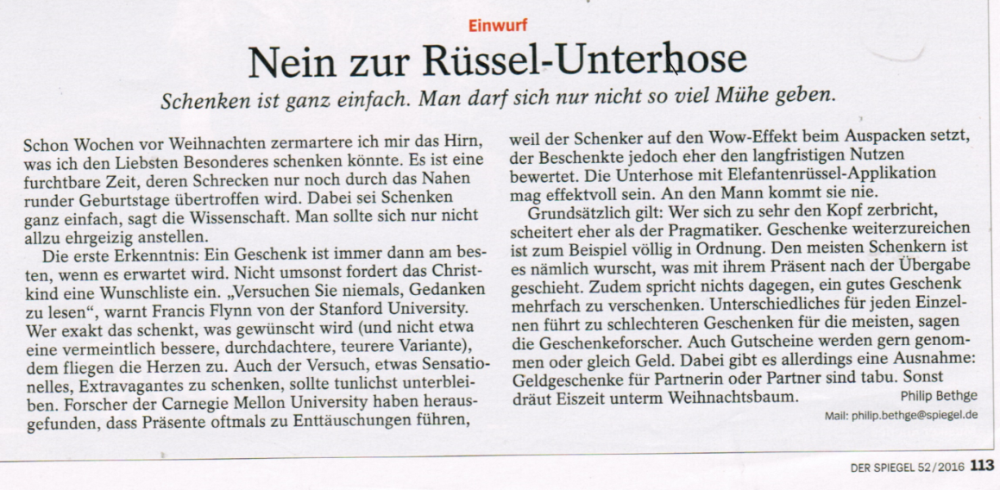 Einwurf
Nein zur Rüssel-Unterhose
Schenken ist ganz einfach. Man darf sich nur nicht so viel Mühe geben.
Schon Wochen vor Weihnachten zermartere ich mir das Hirn,
was ich den Liebsten Besonderes schenken könnte. Es ist eine
furchtbare Zeit, deren Schrecken nur noch durch das Nahen
runder Geburtstage übertroffen wird. Dabei sei Schenken
ganz einfach, sagt die Wissenschaft. Man sollte sich nur nicht
allzu ehrgeizig anstellen.
Die erste Erkenntnis: Ein Geschenk ist immer dann am bes-
ten, wenn es erwartet wird. Nicht umsonst fordert das Christ-
kind eine Wunschliste ein. „Versuchen Sie niemals, Gedanken
zu lesen“, warnt Francis Flynn von der Stanford University.
Wer exakt das schenkt, was gewünscht wird (und nicht etwa
eine vermeintlich bessere, durchdachtere, teurere Variante),
dem fliegen die Herzen zu. Auch der Versuch, etwas Sensatio-
nelles, Extravagantes zu schenken, sollte tunlichst unterblei-
ben. Forscher der Carnegie Mellon University haben heraus-
gefunden, dass Präsente oftmals zu Enttäuschungen führen,
weil der Schenker auf den Wow-Effekt beim Auspacken setzt,
der Beschenkte jedoch eher den langfristigen Nutzen
bewertet. Die Unterhose mit Elefantenrüssel-Applikation
mag effektvoll sein. An den Mann kommt sie nie.
Grundsätzlich gilt: Wer sich zu sehr den Kopf zerbricht,
scheitert eher als der Pragmatiker. Geschenke weiterzureichen
ist zum Beispiel völlig in Ordnung. Den meisten Schenkern ist
es nämlich wurscht, was mit ihrem Präsent nach der Übergabe
geschieht. Zudem spricht nichts dagegen, ein gutes Geschenk
mehrfach zu verschenken. Unterschiedliches für jeden Einzel-
nen führt zu schlechteren Geschenken für die meisten, sagen
die Geschenkeforscher. Auch Gutscheine werden gern genom-
men oder gleich Geld. Dabei gibt es allerdings eine Ausnahme:
Geldgeschenke für Partnerin oder Partner sind tabu. Sonst
dräut Eiszeit unterm Weihnachtsbaum. Philip Bethge
Mail: philip.bethge@spiegel.de
DER SPIEGEL 52/2016 113